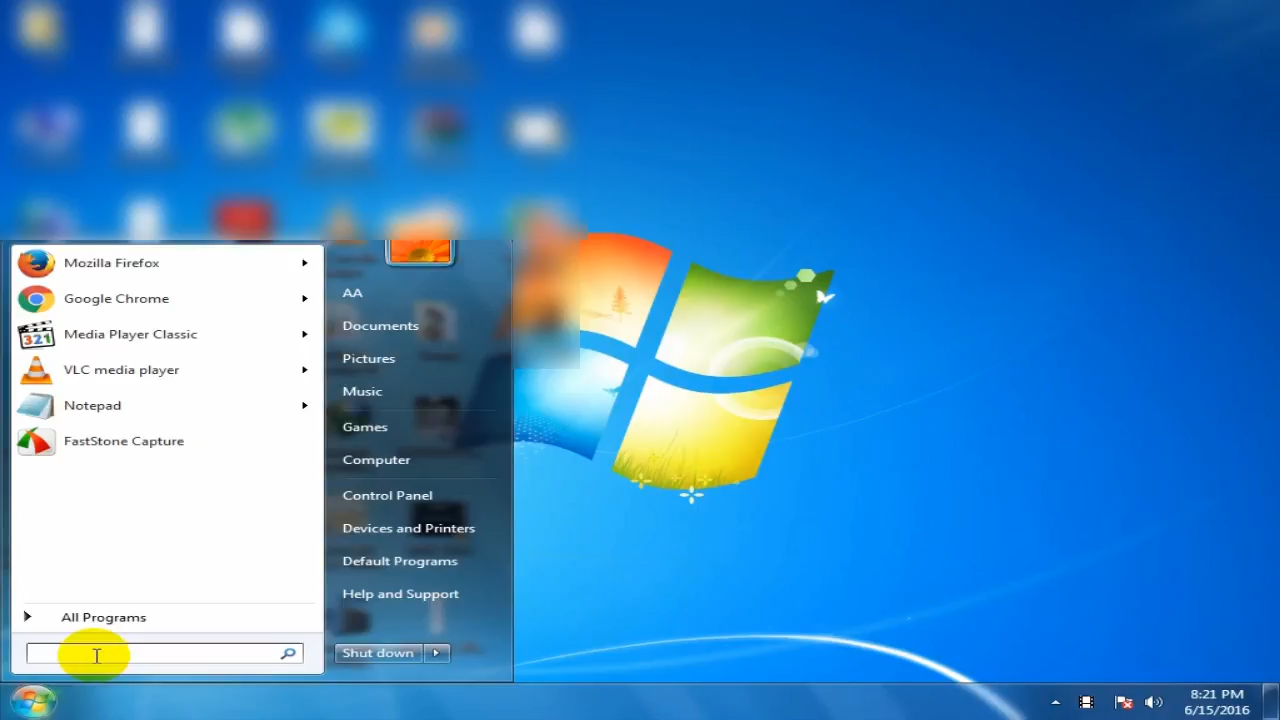 Mozilla Firefox
Google Chrome
321
Media Player Classic
VLC media player
Notepad
FastStone Capture
All Programs
AA
Documents
Pictures
Music
Games
Computer
Control Panel
Devices and Printers
Default Programs
Help and Support
Shut down
8:21 PM
6/15/2016